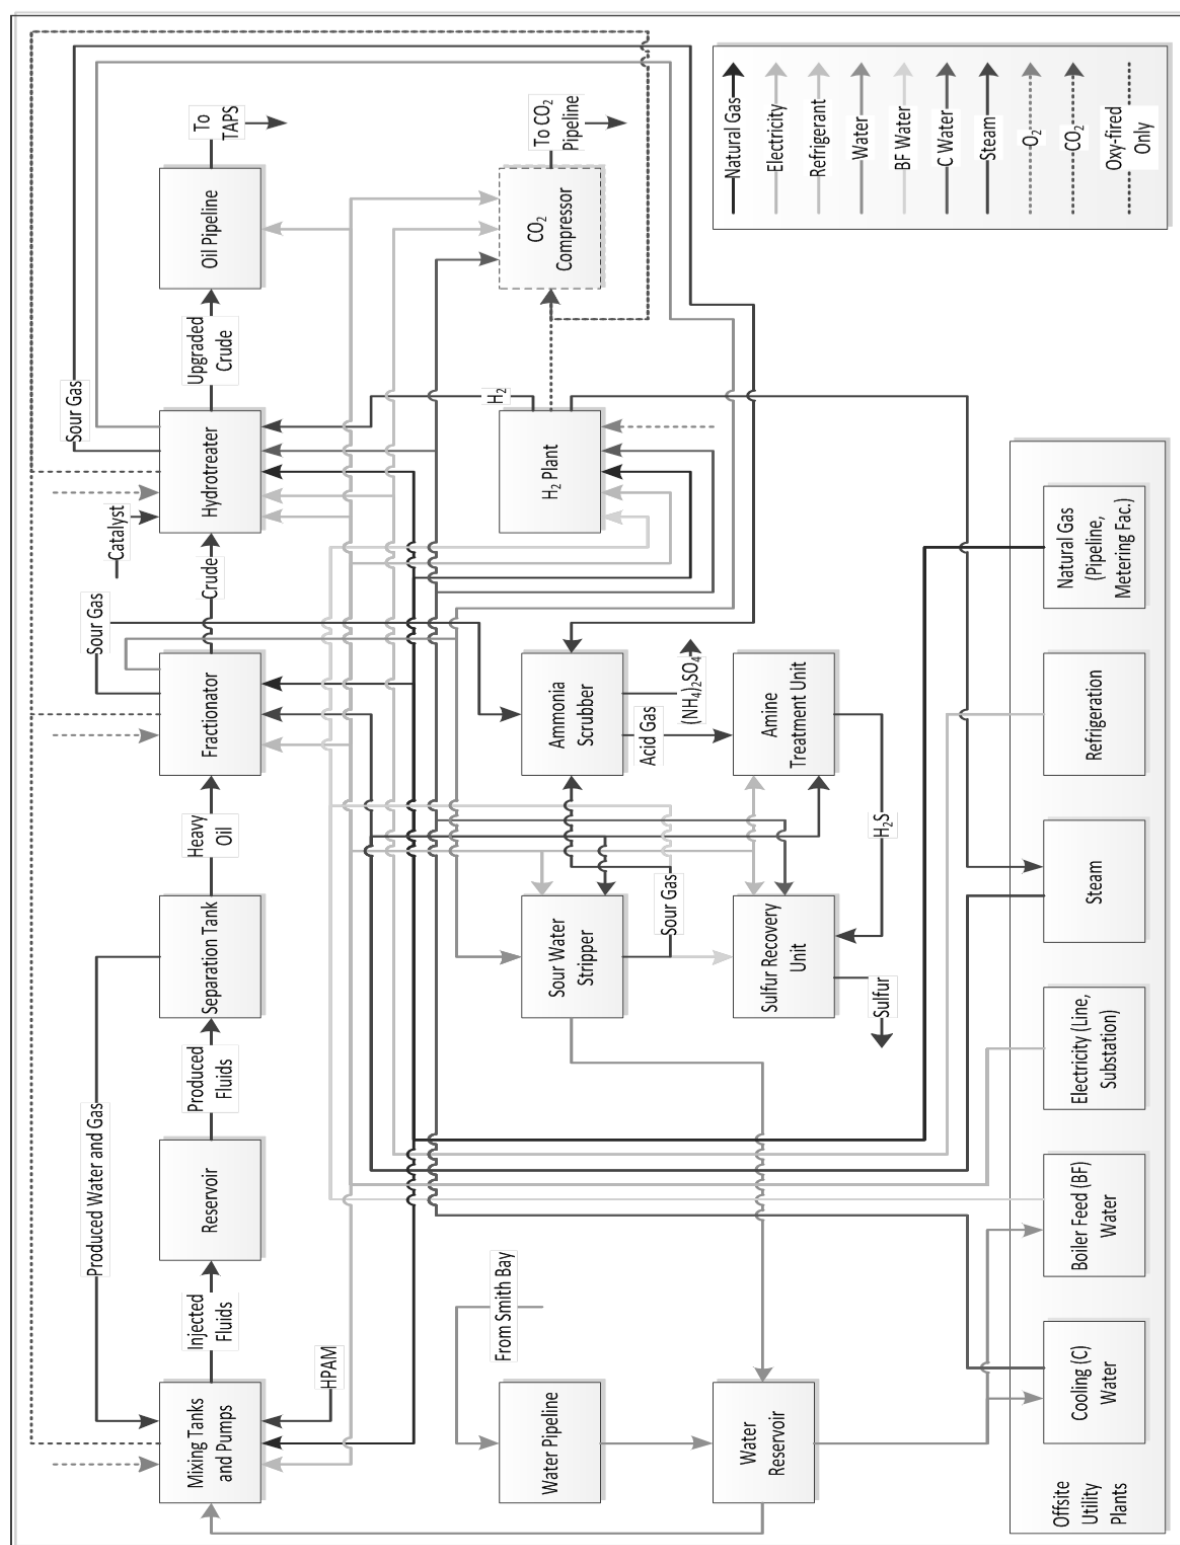 Produced Water and Gas
Sour Gas
Sour Gas
Catalyst
To
TAPS
Mixing Tanks
and Pumps
Injected
Fluids
Reservoir
Produced
Fluids
Separation Tank
Heavy
Oil
Fractionator
Crude
Hydrotreater
Upgraded
Crude
Oil Pipeline
HPAM
H₂
To CO₂
Pipeline
From Smith Bay
Water Pipeline
Sour Water
Stripper
Ammonia
Scrubber
H₂ Plant
CO₂
Compressor
Sour Gas
Acid Gas
(NH4)₂SO₄
Water
Reservoir
Sulfur Recovery
Unit
Amine
Treatment Unit
Sulfur
H₂S
Natural Gas
Electricity
Refrigerant
Water
BF Water
C Water
Steam
O₂
CO₂
Oxy-fired
Only
Offsite
Utility
Plants
Cooling (C)
Water
Boiler Feed (BF)
Water
Electricity (Line,
Substation)
Steam
Refrigeration
Natural Gas
(Pipeline,
Metering Fac.)